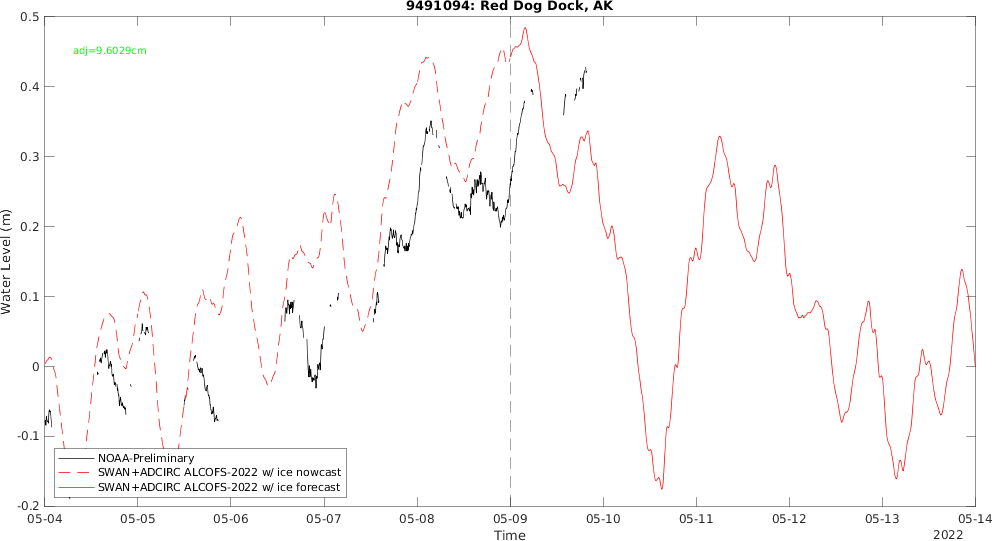 9491094: Red Dog Dock, AK
adj=9.6029cm
0.5
0.4
0.3
0.2
0.1
0
-0.1
-0.2
Water Level (m)
NOAA-Preliminary
SWAN+ADCIRC ALCOFS-2022 w/ ice nowcast
SWAN+ADCIRC ALCOFS-2022 w/ ice forecast
05-04 05-05 05-06 05-07 05-08 05-09 05-10 05-11 05-12 05-13 05-14
Time
2022